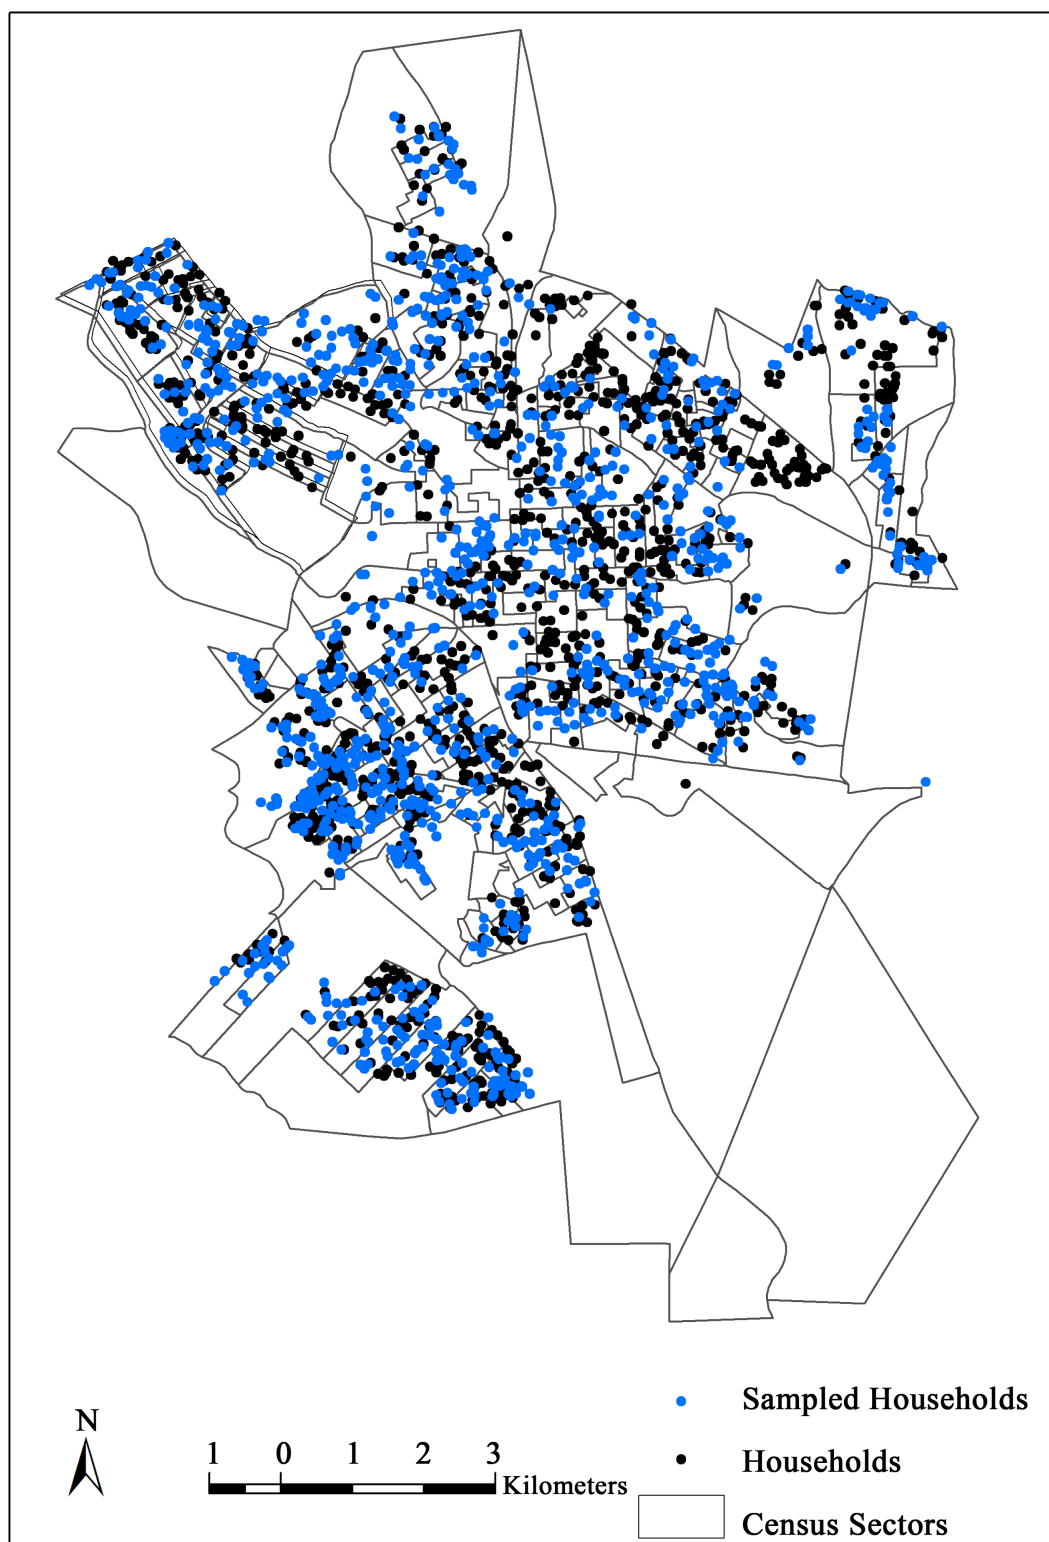 Sampled Households
N
1 0 1 2 3
Households
Kilometers
Census Sectors